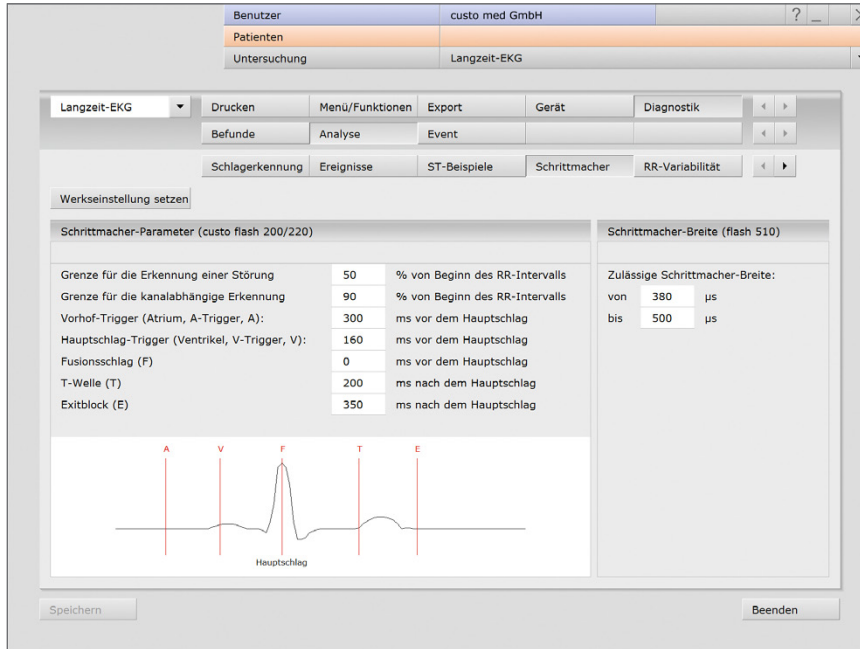 Benutzer custo med GmbH ? _ X
Patienten
Untersuchung Langzeit-EKG
Langzeit-EKG Drucken Menü/Funktionen Export Gerät Diagnostik
Befunde Analyse Event
Schlagerkennung Ereignisse ST-Beispiele Schrittmacher RR-Variabilität
Werkseinstellung setzen
Schrittmacher-Parameter (custo flash 200/220) Schrittmacher-Breite (flash 510)
Grenze für die Erkennung einer Störung 50 % von Beginn des RR-Intervalls Zulässige Schrittmacher-Breite:
Grenze für die kanalabhängige Erkennung 90 % von Beginn des RR-Intervalls von 380 µs
Vorhof-Trigger (Atrium, A-Trigger, A): 300 ms vor dem Hauptschlag bis 500 µs
Hauptschlag-Trigger (Ventrikel, V-Trigger, V): 160 ms vor dem Hauptschlag
Fusionsschlag (F) 0 ms vor dem Hauptschlag
T-Welle (T) 200 ms nach dem Hauptschlag
Exitblock (E) 350 ms nach dem Hauptschlag
A V F T E
Hauptschlag
Speichern Beenden